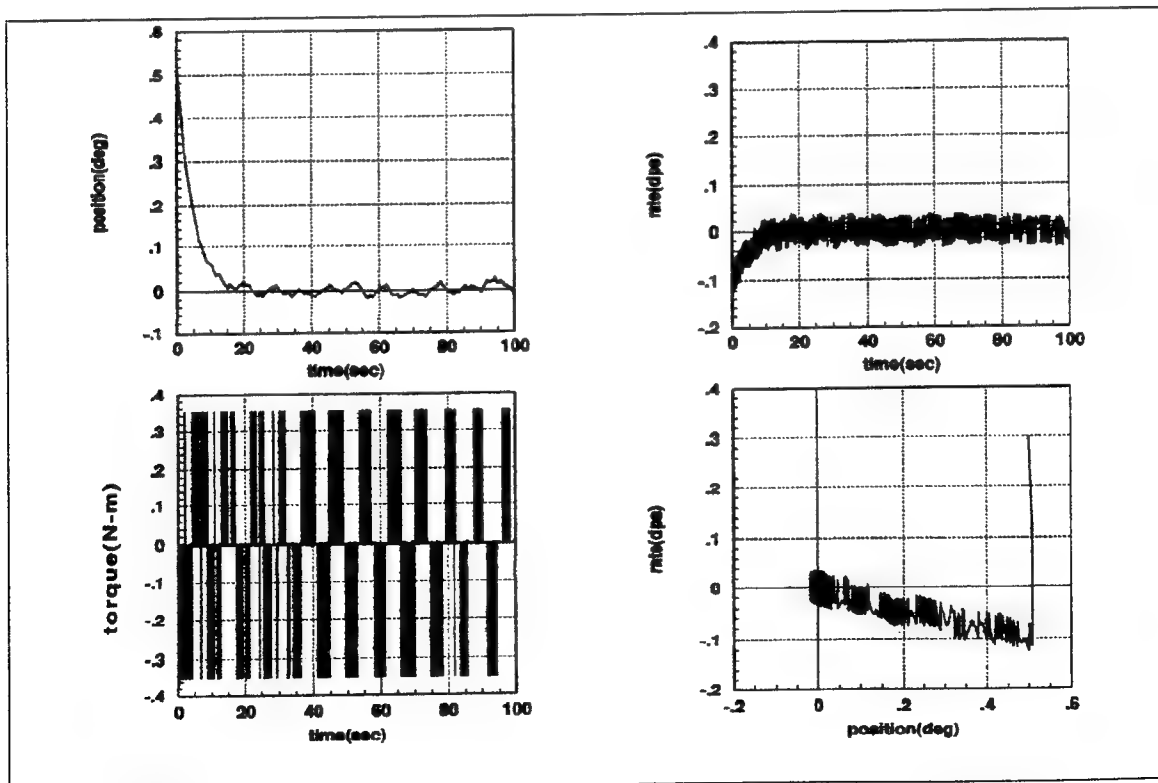 .6
.5
.4
.3
.2
.1
0
-.1
position(deg)
0 20 40 60 80 100
time(sec)
.4
.3
.2
.1
0
-.1
-.2
rate(dps)
0 20 40 60 80 100
time(sec)
.4
.3
.2
.1
0
-.1
-.2
-.3
-.4
torque(N-m)
0 20 40 60 80 100
time(sec)
.4
.3
.2
.1
0
-.1
-.2
rate(dps)
-.2 0 .2 .4 .6
position(deg)